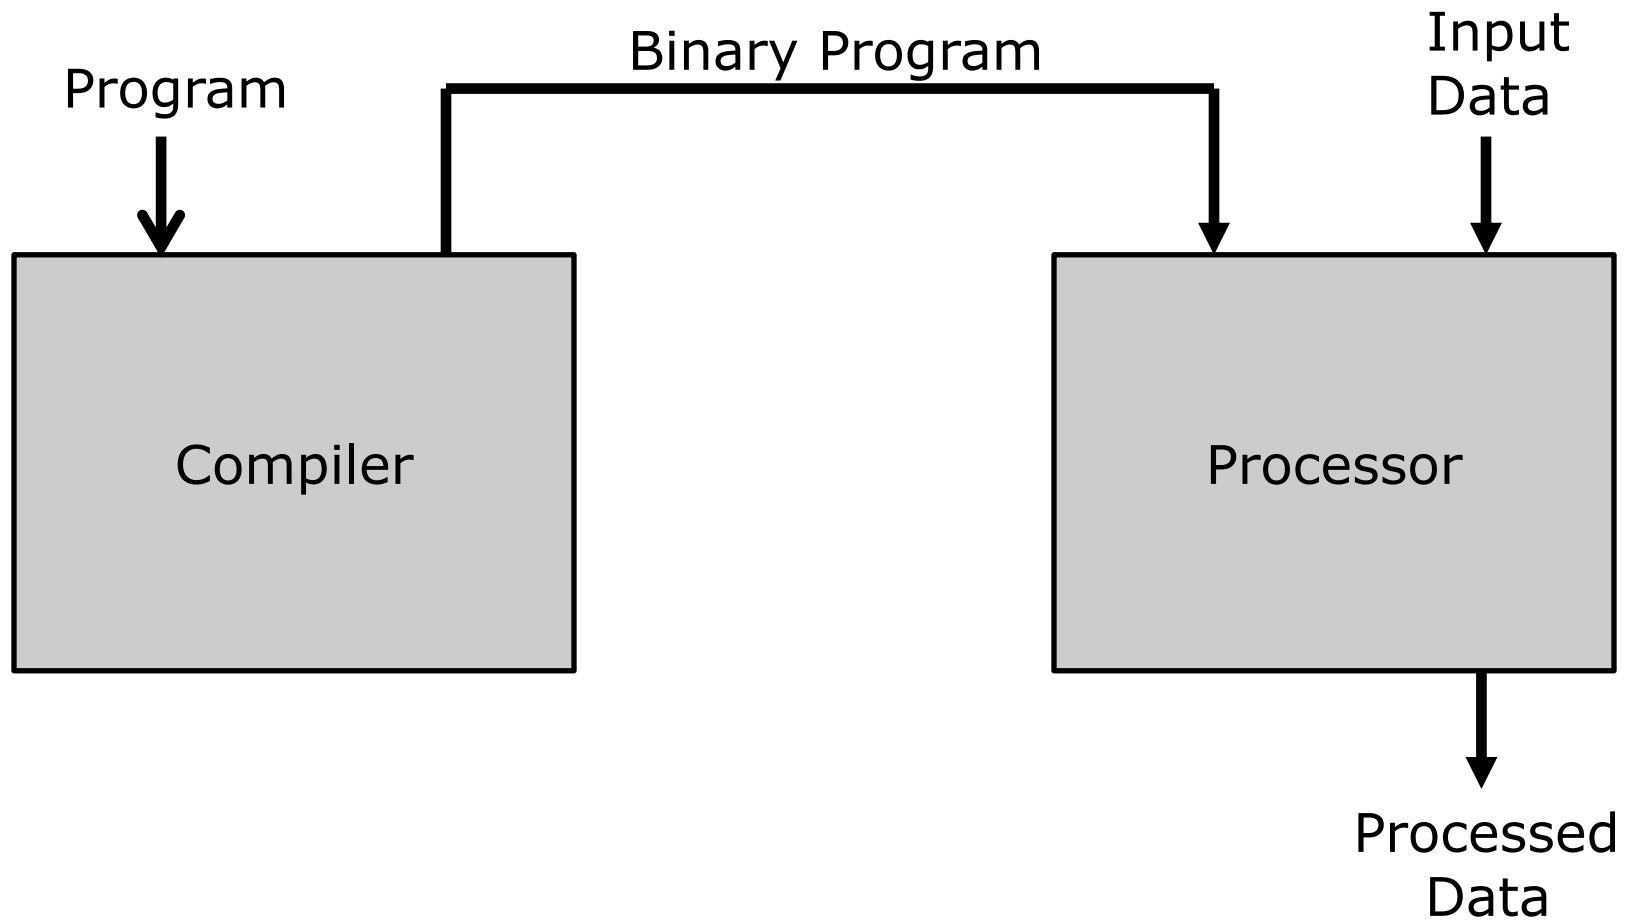 Program
Binary Program
Input
Data
Compiler
Processor
Processed
Data